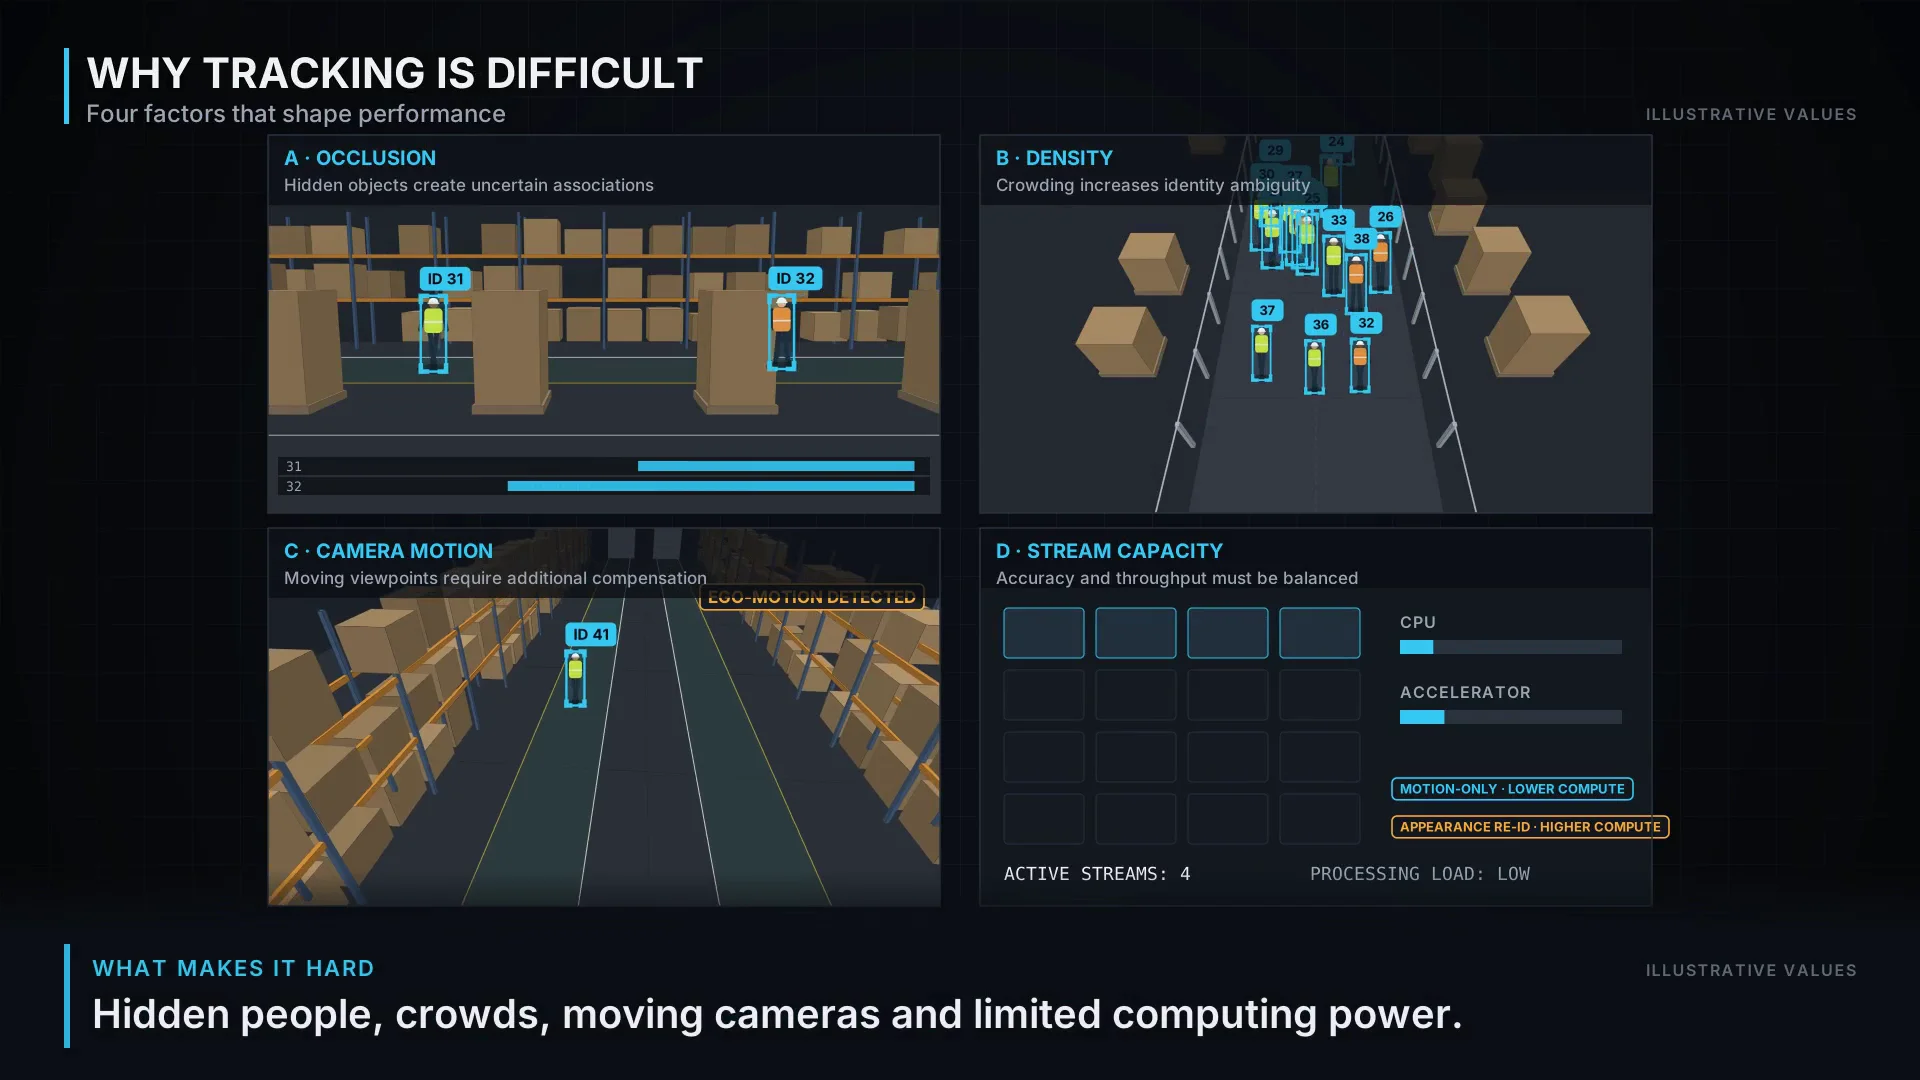 WHY TRACKING IS DIFFICULT
Four factors that shape performance
ILLUSTRATIVE VALUES
A · OCCLUSION
Hidden objects create uncertain associations
ID 31
ID 32
31
32
B · DENSITY
Crowding increases identity ambiguity
24
29
30
27
25
33
26
38
37
36
32
C · CAMERA MOTION
Moving viewpoints require additional compensation
EGO-MOTION DETECTED
ID 41
D · STREAM CAPACITY
Accuracy and throughput must be balanced
CPU
ACCELERATOR
MOTION-ONLY · LOWER COMPUTE
APPEARANCE RE-ID · HIGHER COMPUTE
ACTIVE STREAMS: 4
PROCESSING LOAD: LOW
WHAT MAKES IT HARD
ILLUSTRATIVE VALUES
Hidden people, crowds, moving cameras and limited computing power.